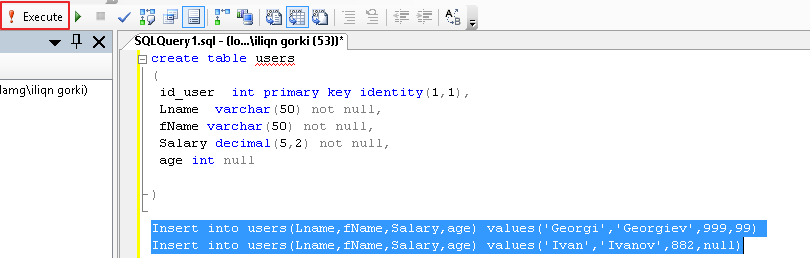 Execute
SQLQuery1.sql - (lo...\iliqn gorki (53))*
lamg\iliqn gorki)
create table users
(
id_user int primary key identity(1,1),
Lname varchar(50) not null,
fName varchar(50) not null,
Salary decimal(5,2) not null,
age int null
)
Insert into users(Lname,fName,Salary,age) values('Georgi','Georgiev',999,99)
Insert into users(Lname,fName,Salary,age) values('Ivan','Ivanov',882,null)